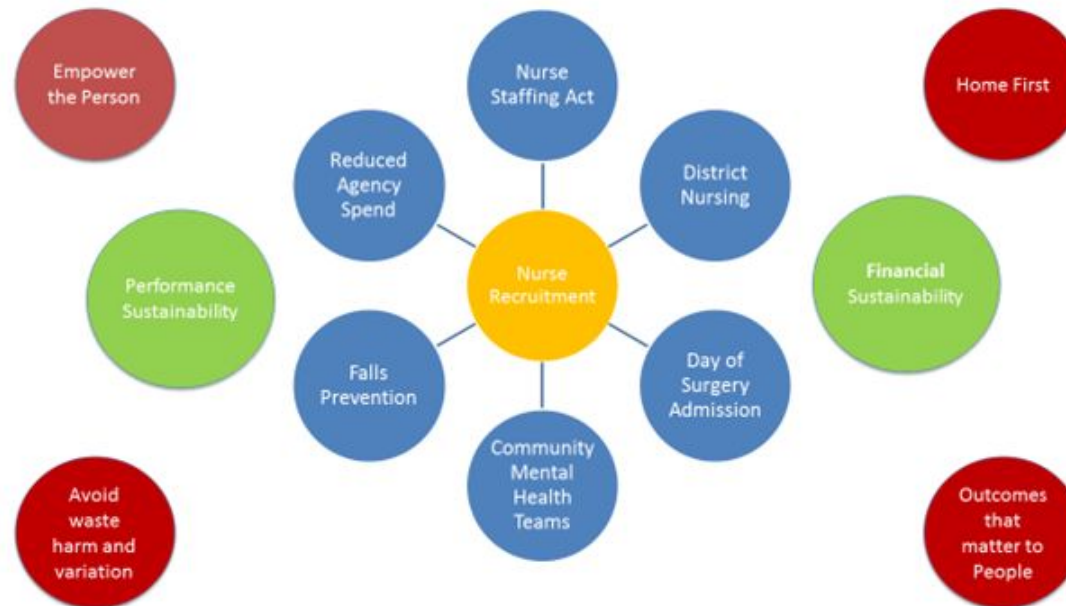 Empower
the Person
Nurse
Staffing Act
Home First
Reduced
Agency
Spend
District
Nursing
Performance
Sustainability
Nurse
Recruitment
Financial
Sustainability
Falls
Prevention
Day of
Surgery
Admission
Community
Mental
Health
Teams
Avoid
waste
harm and
variation
Outcomes
that
matter to
People